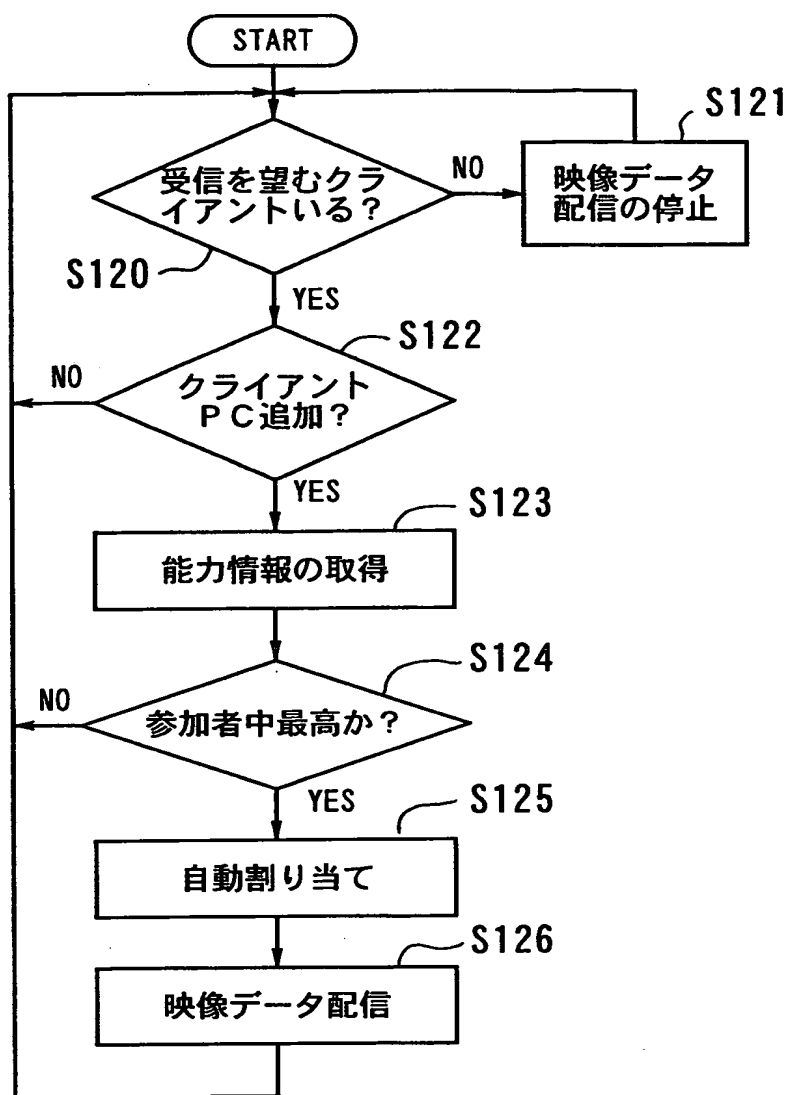 START
S121
受信を望むクラ
イアントいる？
NO
映像データ
配信の停止
S120
YES
S122
NO
クライアント
ＰＣ追加？
YES
S123
能力情報の取得
S124
NO
参加者中最高か？
YES
S125
自動割り当て
S126
映像データ配信